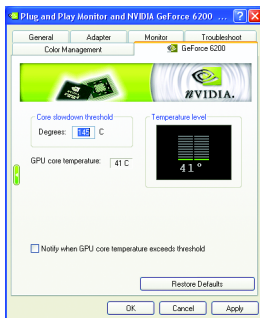 Plug and Play Monitor and NVIDIA GeForce 6200 ...
General Adapter Monitor Troubleshoot
Color Management GeForce 6200
NVIDIA.
Core slowdown threshold
Degrees: 145 C
Temperature level
GPU core temperature: 41 C
41°
Notify when GPU core temperature exceeds threshold
Restore Defaults
OK Cancel Apply